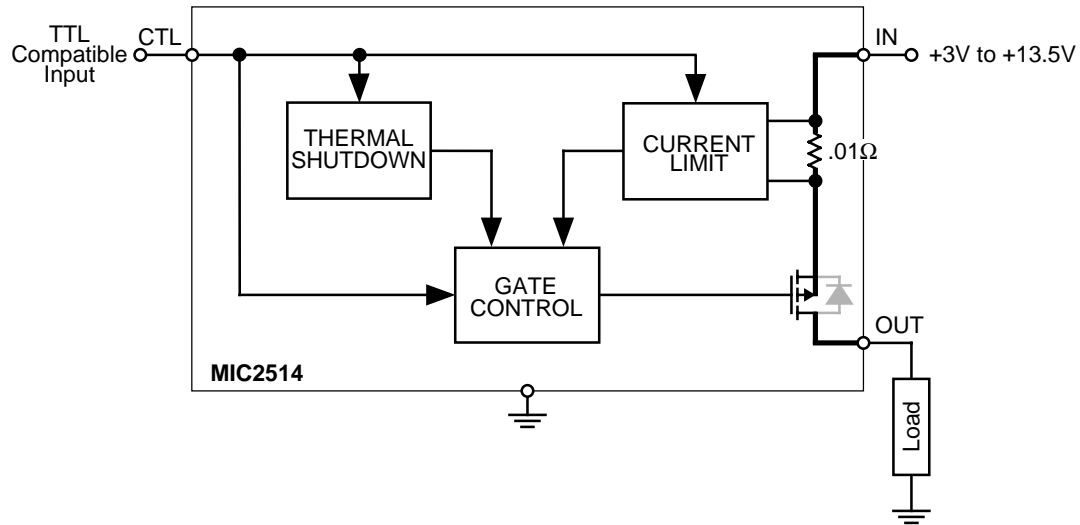 TTL
Compatible
Input
CTL
IN
+3V to +13.5V
THERMAL
SHUTDOWN
CURRENT
LIMIT
.01Ω
GATE
CONTROL
OUT
MIC2514
Load